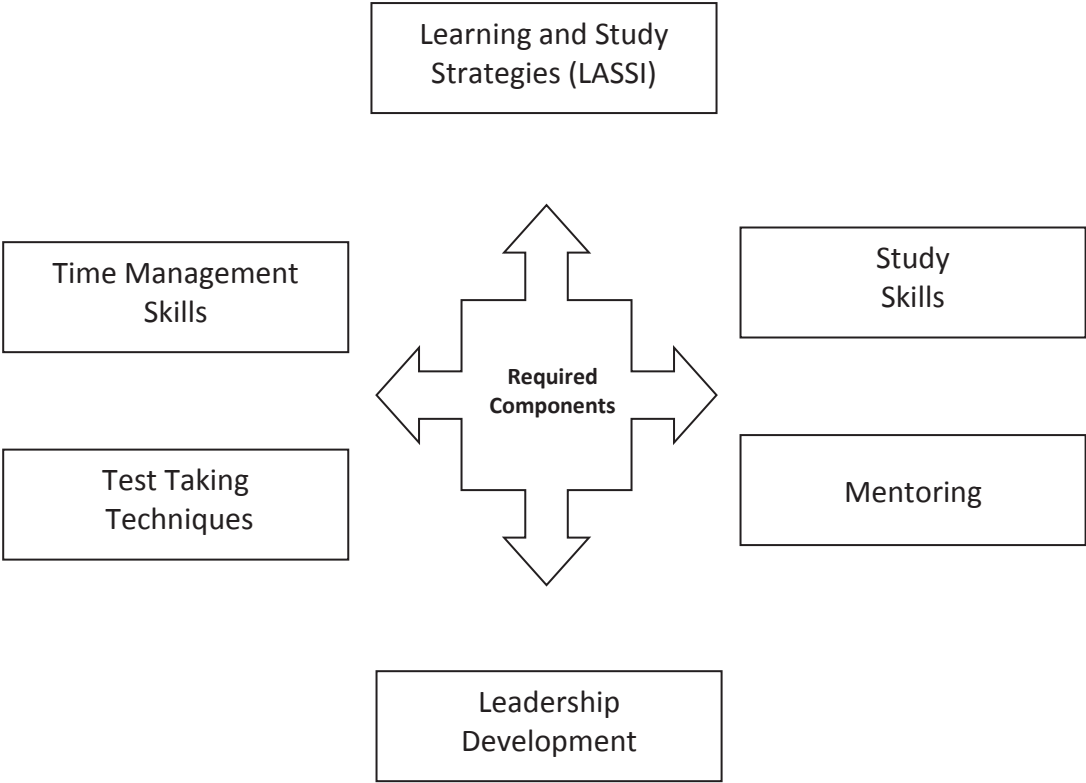 Learning and Study
Strategies (LASSI)
Time Management
Skills
Study
Skills
Required
Components
Test Taking
Techniques
Mentoring
Leadership
Development